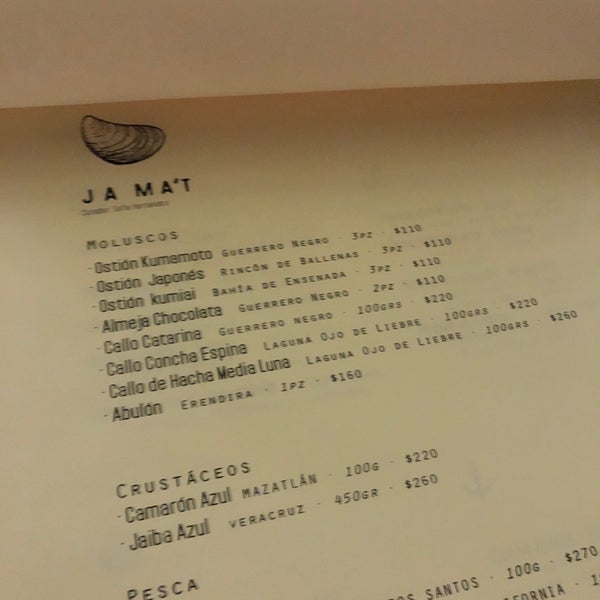 JA MA'T
MOLUSCOS
- Ostión Kumamoto GUERRERO NEGRO · 3PZ · $110
- Ostión Japonés RINCÓN DE BALLENAS · 3PZ · $110
- Ostión kumiai BAHÍA DE ENSENADA · 3PZ · $110
- Almeja Chocolata GUERRERO NEGRO · 2PZ · $110
- Callo Catarina GUERRERO NEGRO · 100GRS · $220
- Callo Concha Espina LAGUNA OJO DE LIEBRE · 100GRS · $220
- Callo de Hacha Media Luna LAGUNA OJO DE LIEBRE · 100GRS · $260
- Abulón ERENDIRA · 1PZ · $160
CRUSTÁCEOS
- Camarón Azul MAZATLÁN · 100G · $220
- Jaiba Azul VERACRUZ · 450GR · $260
PESCA
SANTOS · 100G · $270